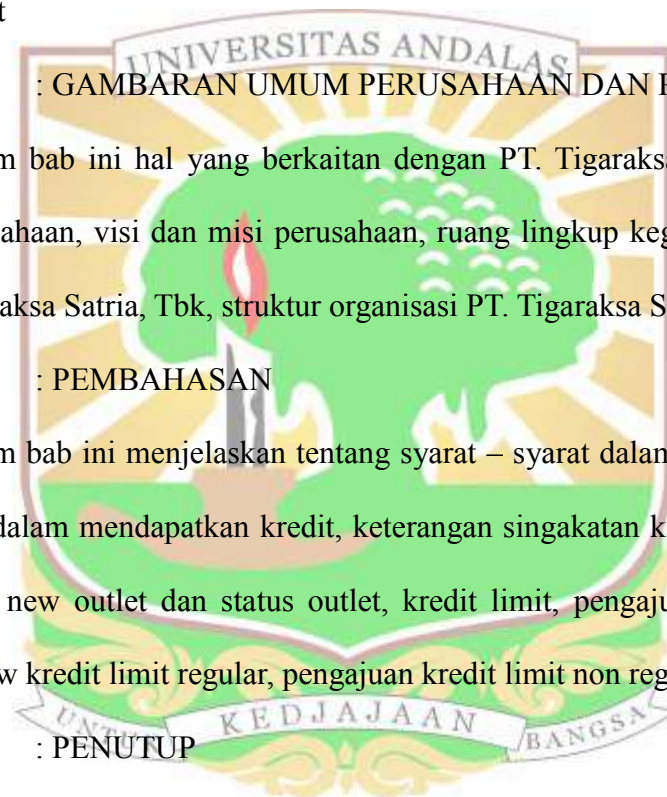 t
UNIVERSITAS ANDALAS
: GAMBARAN UMUM PERUSAHAAN DAN
m bab ini hal yang berkaitan dengan PT. Tigaraksa
ahaan, visi dan misi perusahaan, ruang lingkup keg
aksa Satria, Tbk, struktur organisasi PT. Tigaraksa S
: PEMBAHASAN
m bab ini menjelaskan tentang syarat – syarat dalam
dalam mendapatkan kredit, keterangan singakatan k
new outlet dan status outlet, kredit limit, pengaju
w kredit limit regular, pengajuan kredit limit non reg
UNTUK KEDJAJAAN BANGSA
: PENUTUP